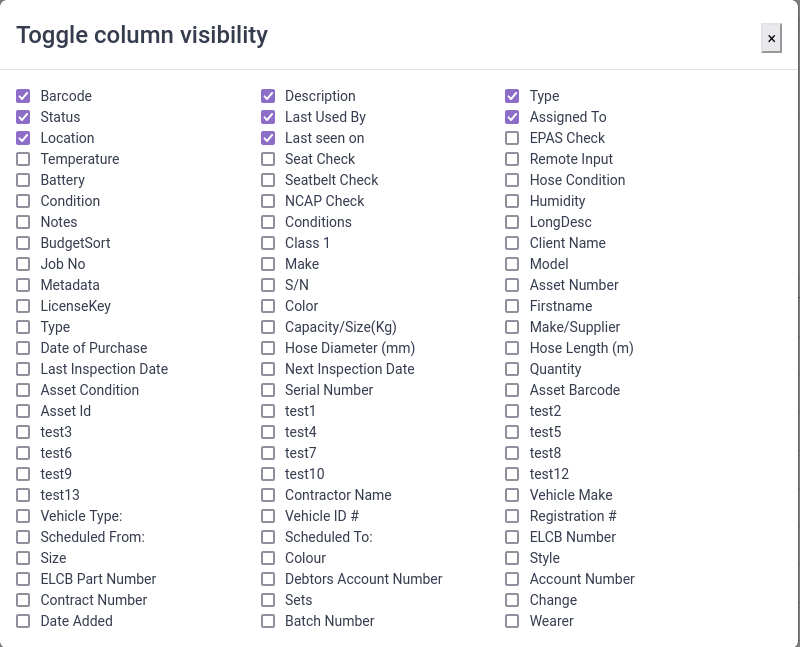 Toggle column visibility
×
Barcode Description Type
Status Last Used By Assigned To
Location Last seen on EPAS Check
Temperature Seat Check Remote Input
Battery Seatbelt Check Hose Condition
Condition NCAP Check Humidity
Notes Conditions LongDesc
BudgetSort Class 1 Client Name
Job No Make Model
Metadata S/N Asset Number
LicenseKey Color Firstname
Type Capacity/Size(Kg) Make/Supplier
Date of Purchase Hose Diameter (mm) Hose Length (m)
Last Inspection Date Next Inspection Date Quantity
Asset Condition Serial Number Asset Barcode
Asset Id test1 test2
test3 test4 test5
test6 test7 test8
test9 test10 test12
test13 Contractor Name Vehicle Make
Vehicle Type: Vehicle ID # Registration #
Scheduled From: Scheduled To: ELCB Number
Size Colour Style
ELCB Part Number Debtors Account Number Account Number
Contract Number Sets Change
Date Added Batch Number Wearer